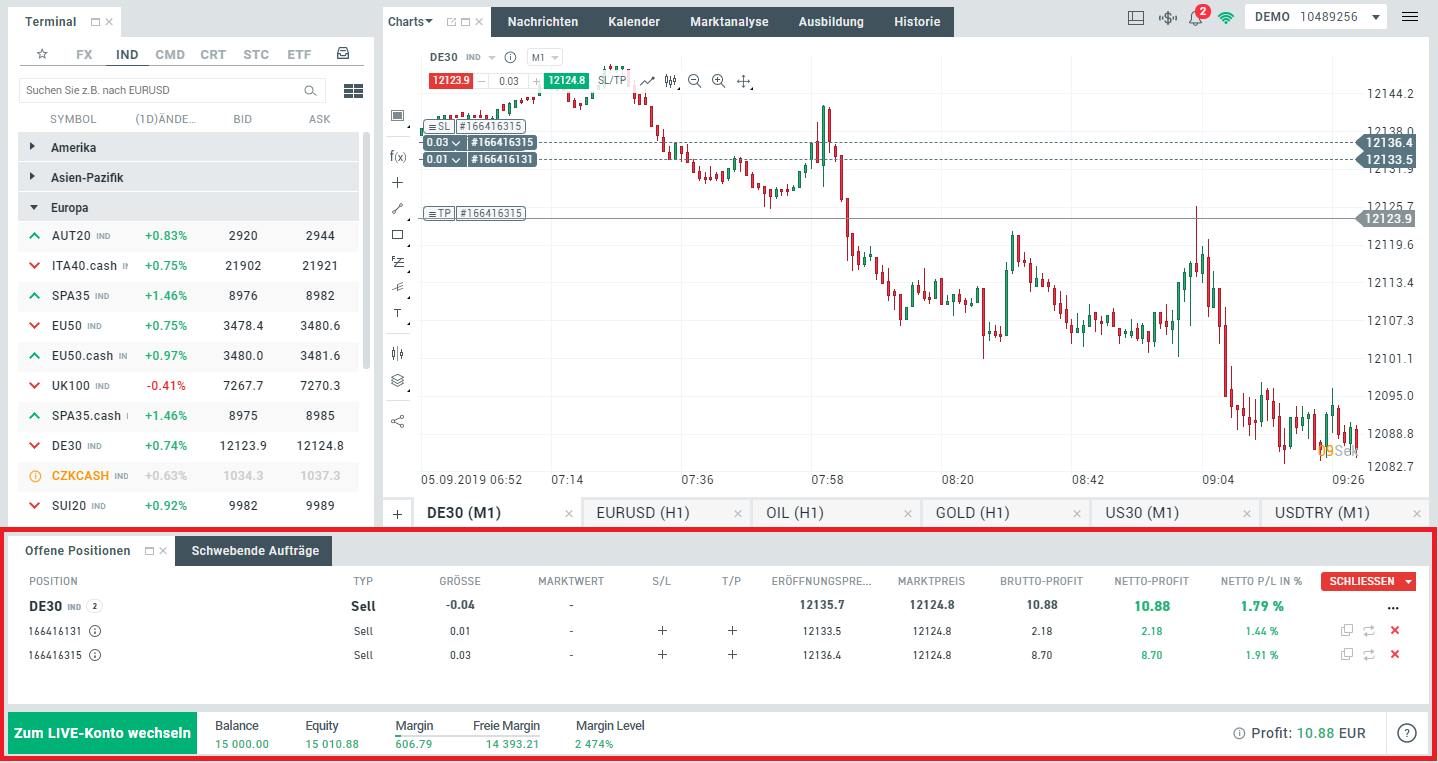 Terminal
Charts
Nachrichten
Kalender
Marktanalyse
Ausbildung
Historie
2
DEMO 10489256
FX IND CMD CRT STC ETF
Suchen Sie z.B. nach EURUSD
SYMBOL (1D)ÄNDE... BID ASK
Amerika
Asien-Pazifik
Europa
AUT20 IND +0.83% 2920 2944
ITA40.cash +0.75% 21902 21921
SPA35 IND +1.46% 8976 8982
EU50 IND +0.75% 3478.4 3480.6
EU50.cash IN +0.97% 3480.0 3481.6
UK100 IND -0.41% 7267.7 7270.3
SPA35.cash +1.46% 8975 8985
DE30 IND +0.74% 12123.9 12124.8
CZKCASH IND +0.63% 1034.3 1037.3
SUI20 IND +0.92% 9982 9989
DE30 IND M1
12123.9 0.03 12124.8 SL/TP
f(x)
T
SL #166416315
0.03 #166416315
0.01 #166416131
TP #166416315
12144.2
12138.0
12136.4
12133.5
12131.9
12125.7
12123.9
12119.6
12113.4
12107.3
12101.1
12095.0
12088.8
12082.7
09Sek
05.09.2019 06:52 07:14 07:36 07:58 08:20 08:42 09:04 09:26
DE30 (M1)
EURUSD (H1)
OIL (H1)
GOLD (H1)
US30 (M1)
USDTRY (M1)
Offene Positionen
Schwebende Aufträge
POSITION TYP GRÖSSE MARKTWERT S/L T/P ERÖFFNUNGSPRE... MARKTPREIS BRUTTO-PROFIT NETTO-PROFIT NETTO P/L IN % SCHLIESSEN
DE30 IND 2 Sell -0.04 - 12135.7 12124.8 10.88 10.88 1.79 % ...
166416131 Sell 0.01 - + + 12133.5 12124.8 2.18 2.18 1.44 %
166416315 Sell 0.03 - + + 12136.4 12124.8 8.70 8.70 1.91 %
Zum LIVE-Konto wechseln
Balance Equity Margin Freie Margin Margin Level
15 000.00 15 010.88 606.79 14 393.21 2 474%
Profit: 10.88 EUR
?